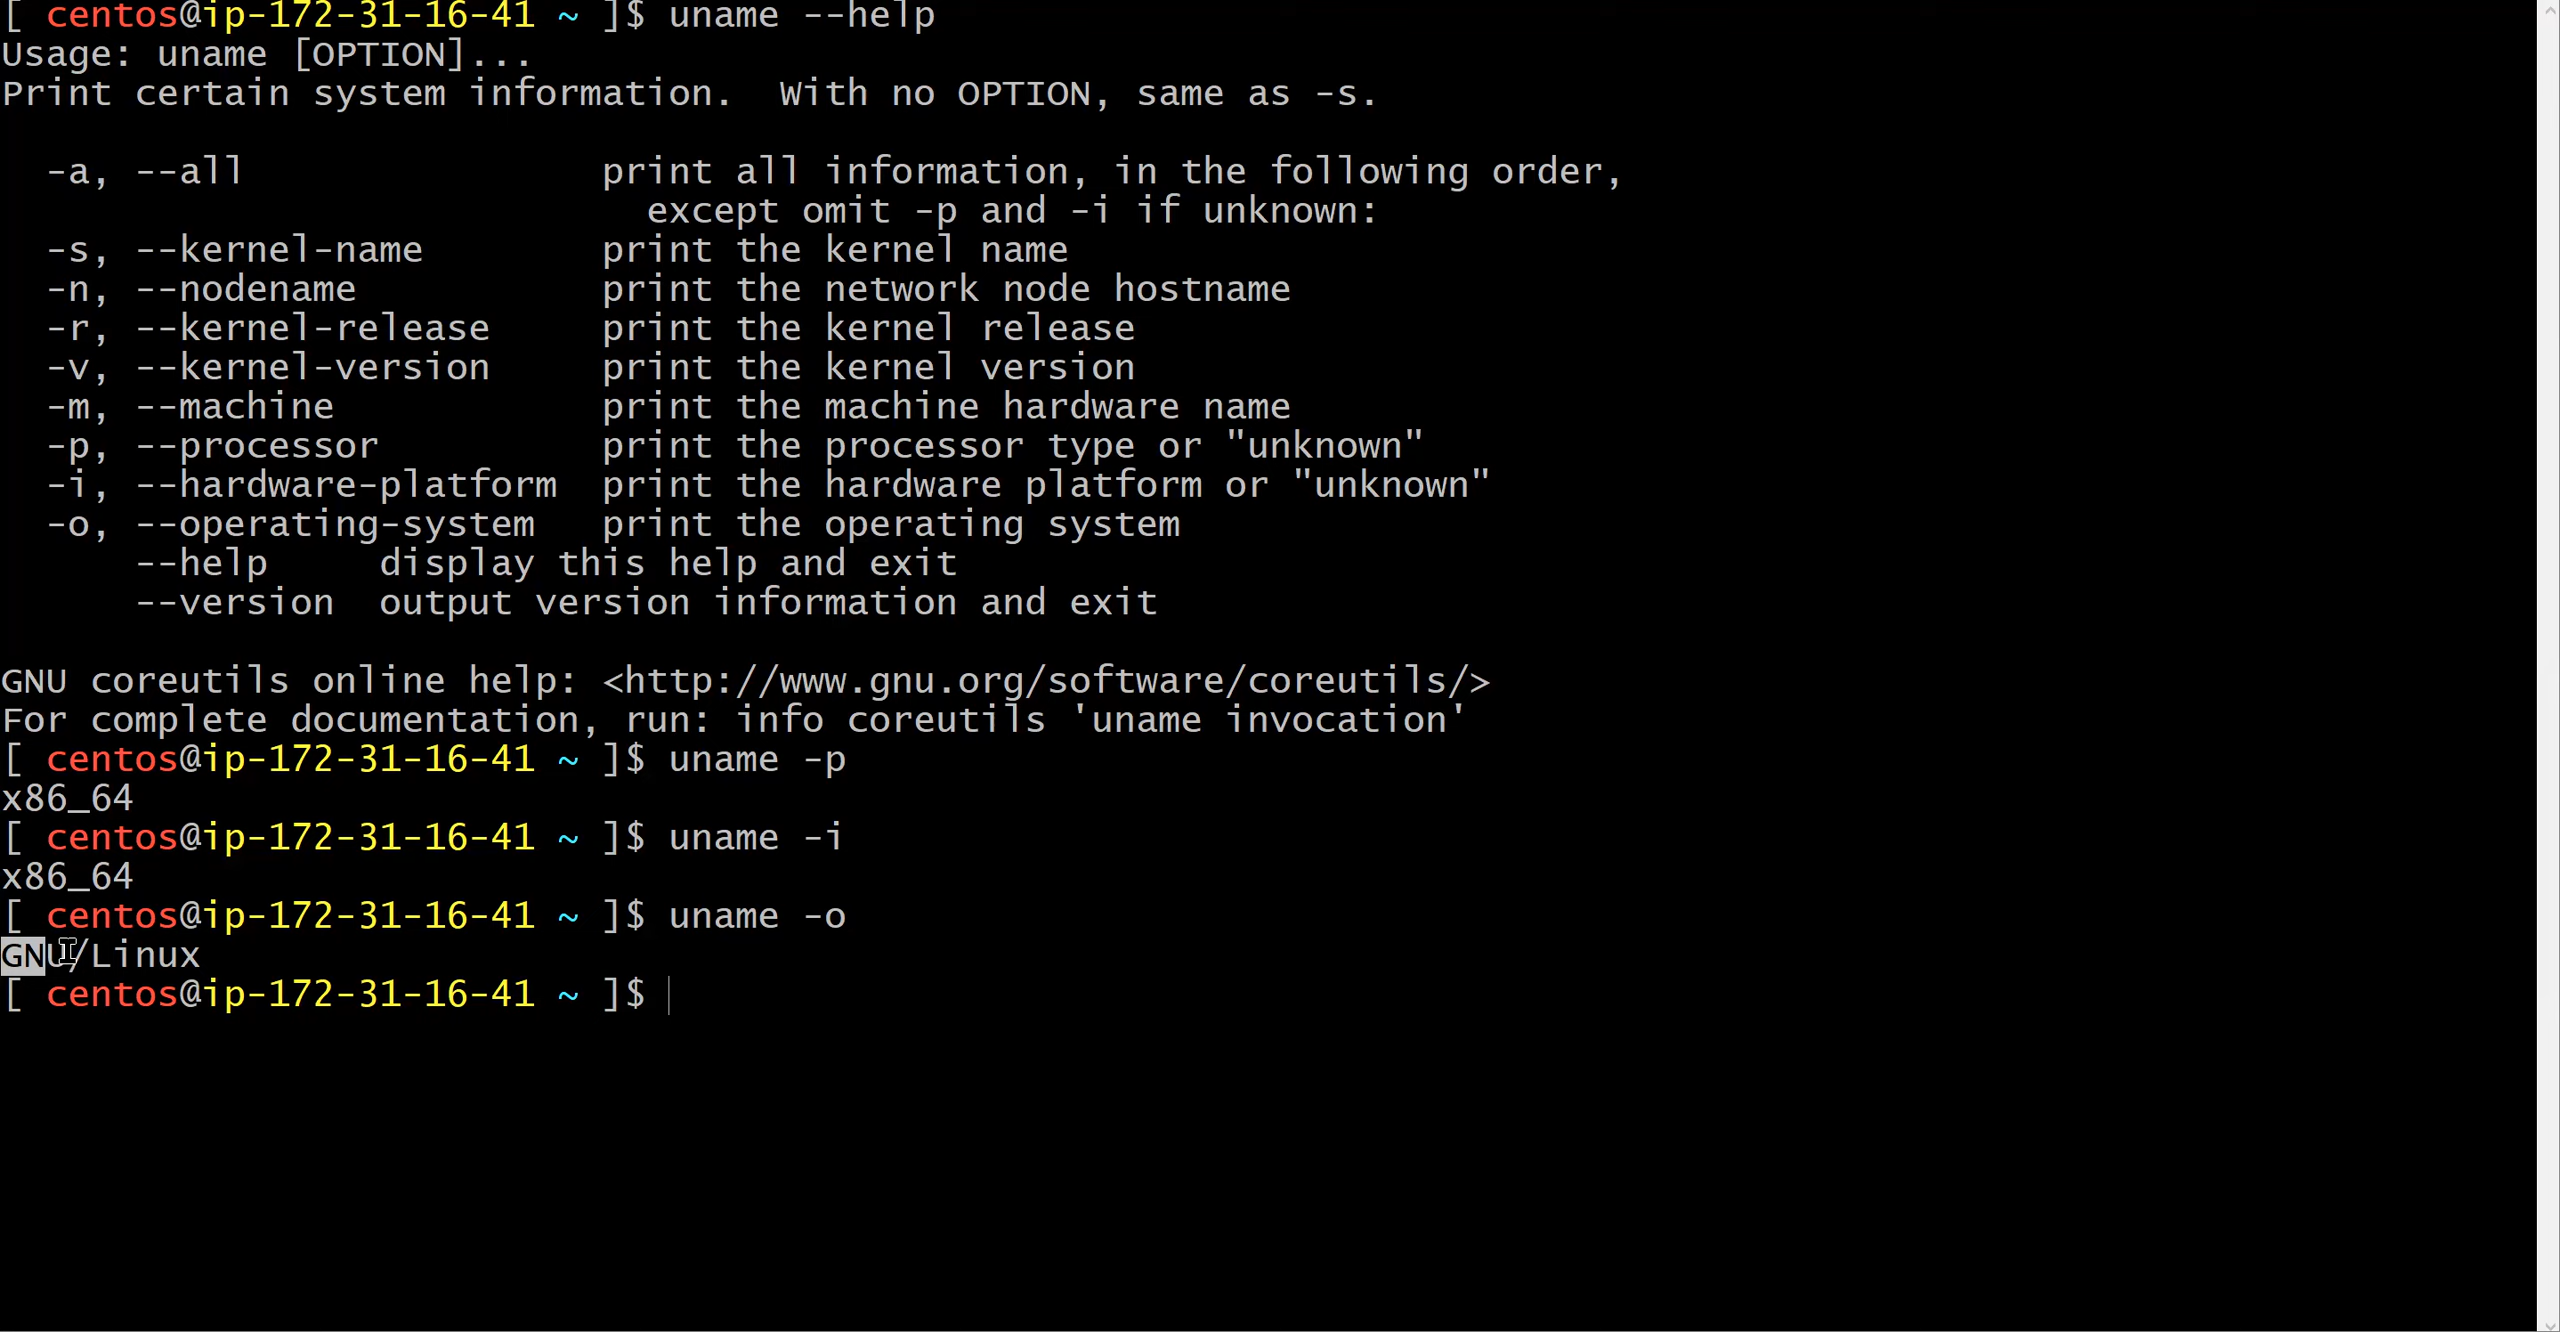 [ centos@ip-172-31-16-41 ~ ]$ uname --help
Usage: uname [OPTION]...
Print certain system information.  With no OPTION, same as -s.

  -a, --all                print all information, in the following order,
                             except omit -p and -i if unknown:
  -s, --kernel-name        print the kernel name
  -n, --nodename           print the network node hostname
  -r, --kernel-release     print the kernel release
  -v, --kernel-version     print the kernel version
  -m, --machine            print the machine hardware name
  -p, --processor          print the processor type or "unknown"
  -i, --hardware-platform  print the hardware platform or "unknown"
  -o, --operating-system   print the operating system
      --help     display this help and exit
      --version  output version information and exit

GNU coreutils online help: <http://www.gnu.org/software/coreutils/>
For complete documentation, run: info coreutils 'uname invocation'
[ centos@ip-172-31-16-41 ~ ]$ uname -p
x86_64
[ centos@ip-172-31-16-41 ~ ]$ uname -i
x86_64
[ centos@ip-172-31-16-41 ~ ]$ uname -o
GNU/Linux
[ centos@ip-172-31-16-41 ~ ]$